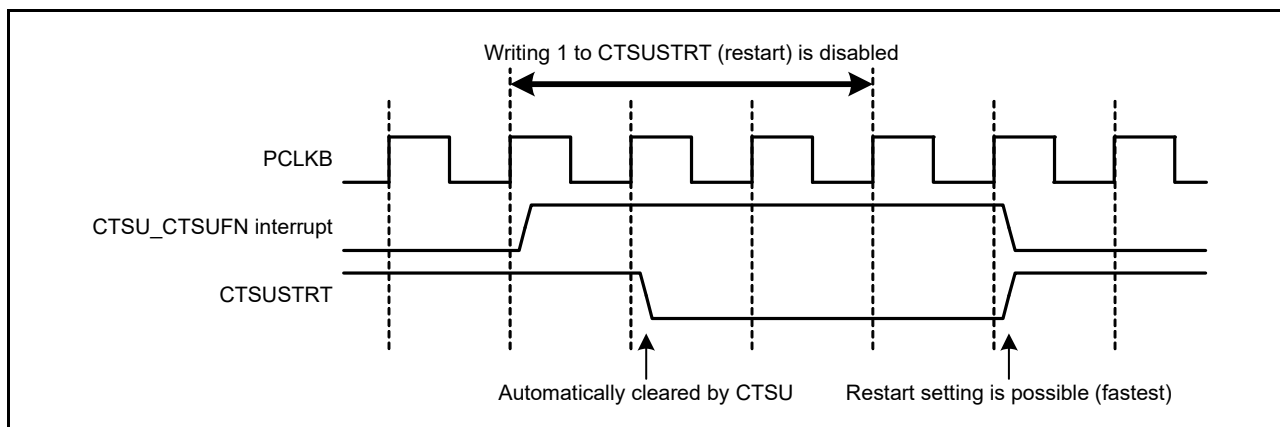 Writing 1 to CTSUSTRT (restart) is disabled
PCLKB
CTSU_CTSUFN interrupt
CTSUSTRT
Automatically cleared by CTSU
Restart setting is possible (fastest)